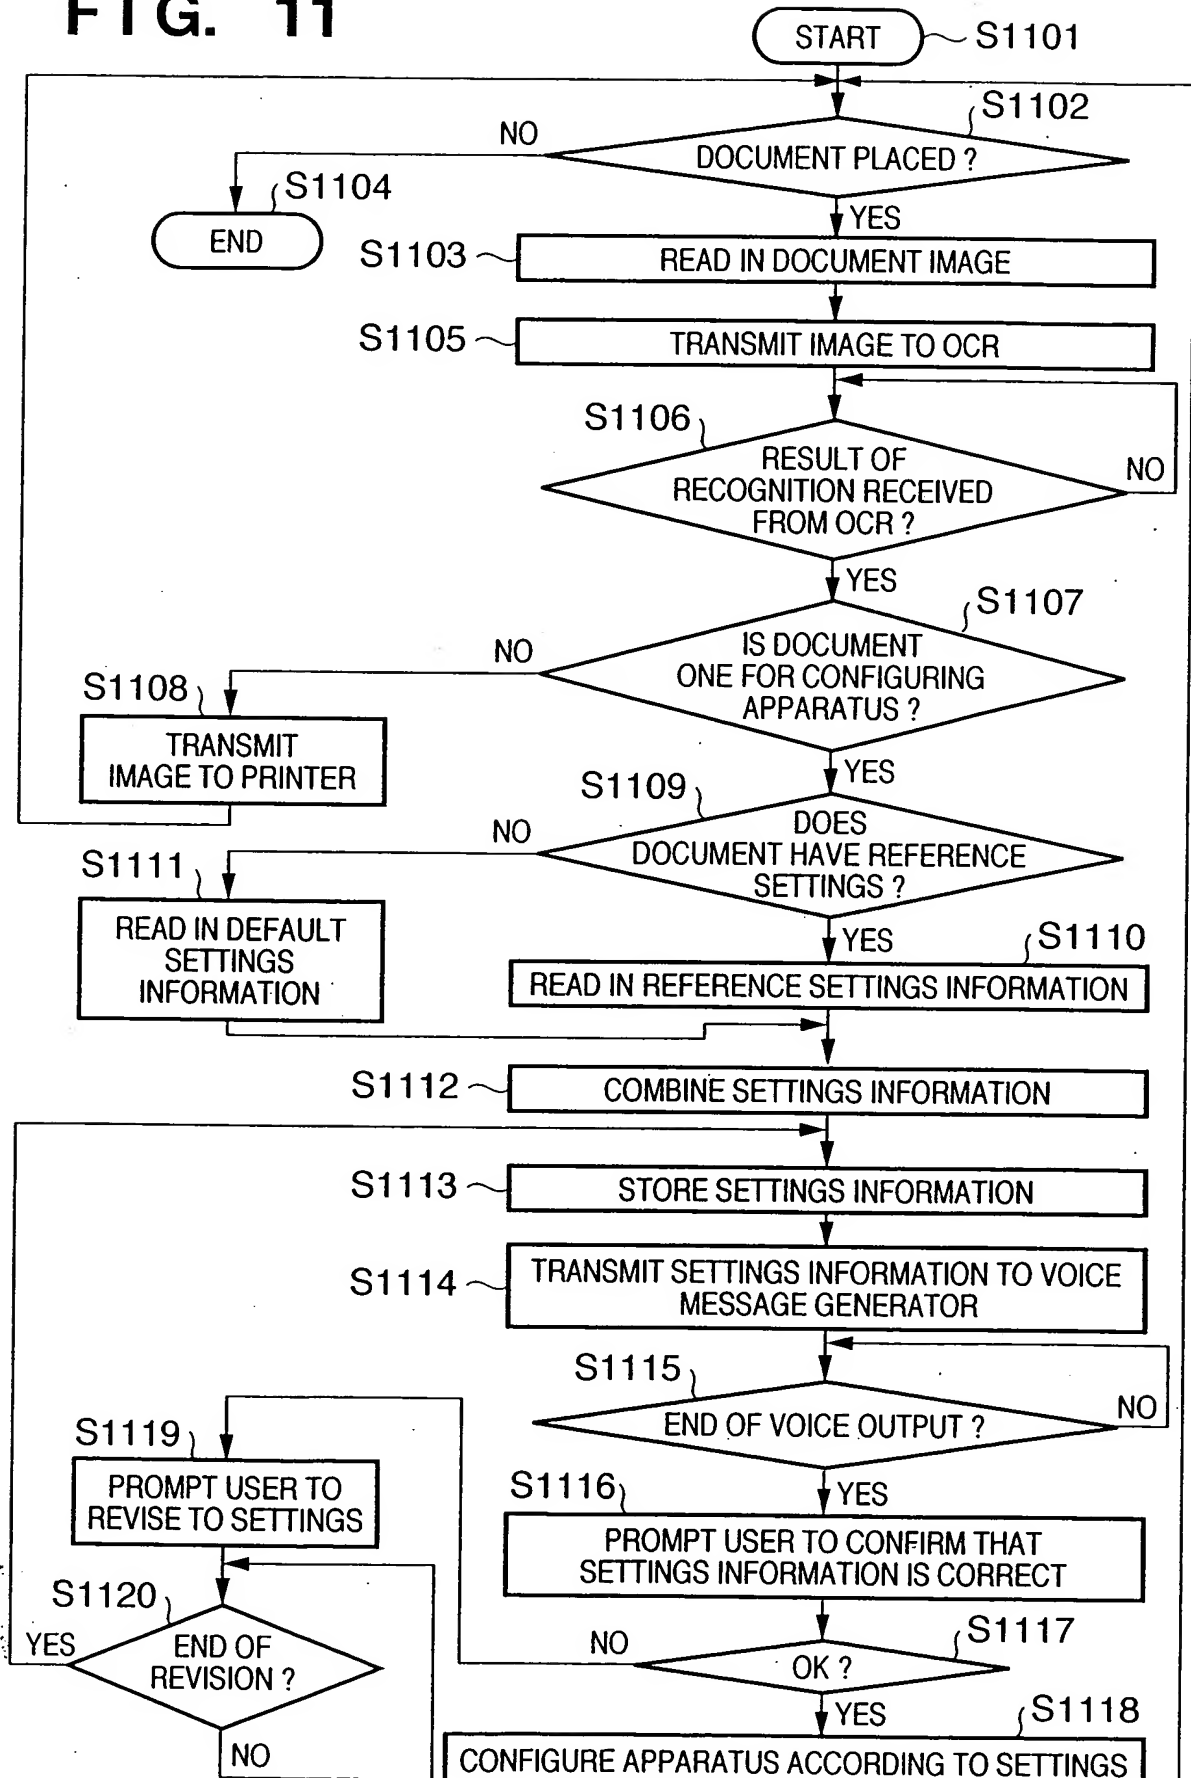 FIG. 11
START
S1101
S1102
NO
DOCUMENT PLACED ?
S1104
END
YES
S1103
READ IN DOCUMENT IMAGE
S1105
TRANSMIT IMAGE TO OCR
S1106
RESULT OF
RECOGNITION RECEIVED
FROM OCR ?
NO
YES
S1107
IS DOCUMENT
ONE FOR CONFIGURING
APPARATUS ?
NO
S1108
TRANSMIT
IMAGE TO PRINTER
YES
S1109
DOES
DOCUMENT HAVE REFERENCE
SETTINGS ?
NO
S1111
READ IN DEFAULT
SETTINGS
INFORMATION
YES
S1110
READ IN REFERENCE SETTINGS INFORMATION
S1112
COMBINE SETTINGS INFORMATION
S1113
STORE SETTINGS INFORMATION
S1114
TRANSMIT SETTINGS INFORMATION TO VOICE
MESSAGE GENERATOR
S1115
END OF VOICE OUTPUT ?
NO
YES
S1116
PROMPT USER TO CONFIRM THAT
SETTINGS INFORMATION IS CORRECT
S1117
OK ?
NO
S1119
PROMPT USER TO
REVISE TO SETTINGS
S1120
END OF
REVISION ?
YES
NO
YES
S1118
CONFIGURE APPARATUS ACCORDING TO SETTINGS